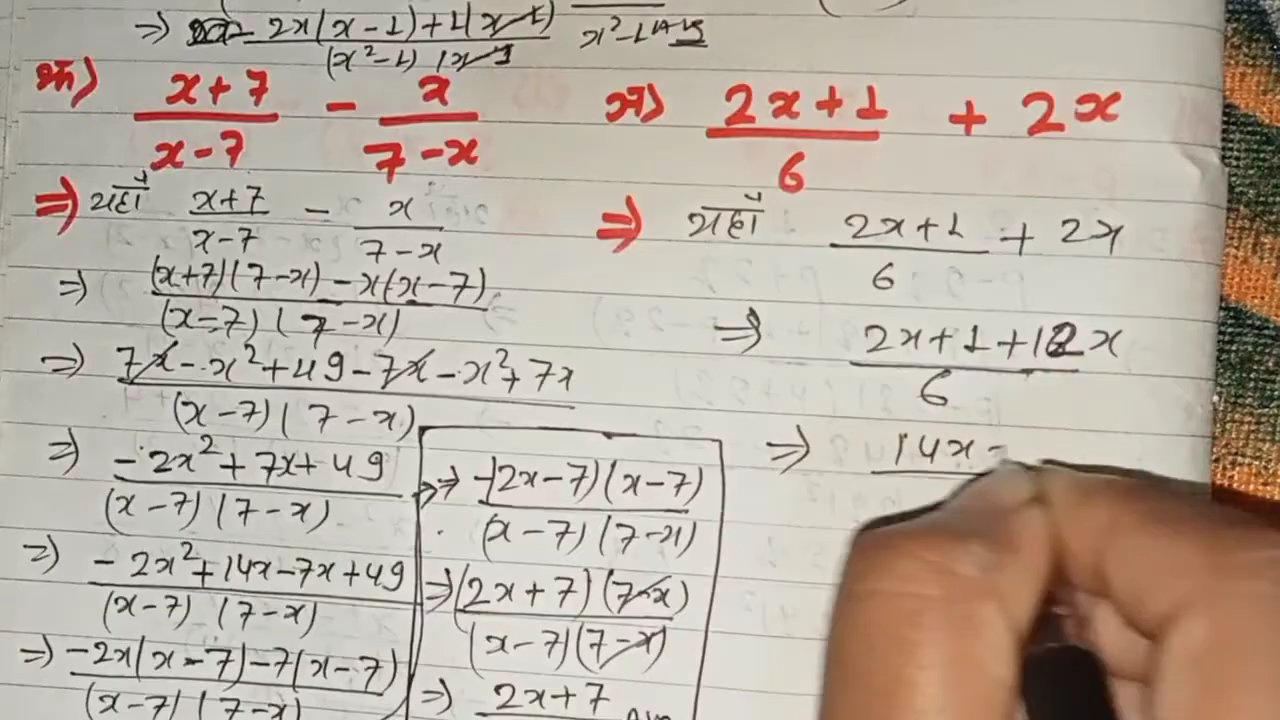 ⇒ 2x(x-1)+1(x-1) / (x²-1)(x-1)
x+7/x-7 - x/7-x
⇒ यहाँ x+7/x-7 - x/7-x
⇒ (x+7)(7-x)-x(x-7) / (x-7)(7-x)
⇒ 7x-x²+49-7x-x²+7x / (x-7)(7-x)
⇒ -2x²+7x+49 / (x-7)(7-x)
⇒ -2x²+14x-7x+49 / (x-7)(7-x)
⇒ -2x(x-7)-7(x-7) / (x-7)(7-x)
⇒ -(2x-7)(x-7) / (x-7)(7-x)
⇒ (2x+7)(7-x) / (x-7)(7-x)
⇒ 2x+7
2x+1/6 + 2x
⇒ यहाँ 2x+1/6 + 2x
⇒ 2x+1+12x / 6
⇒ 14x